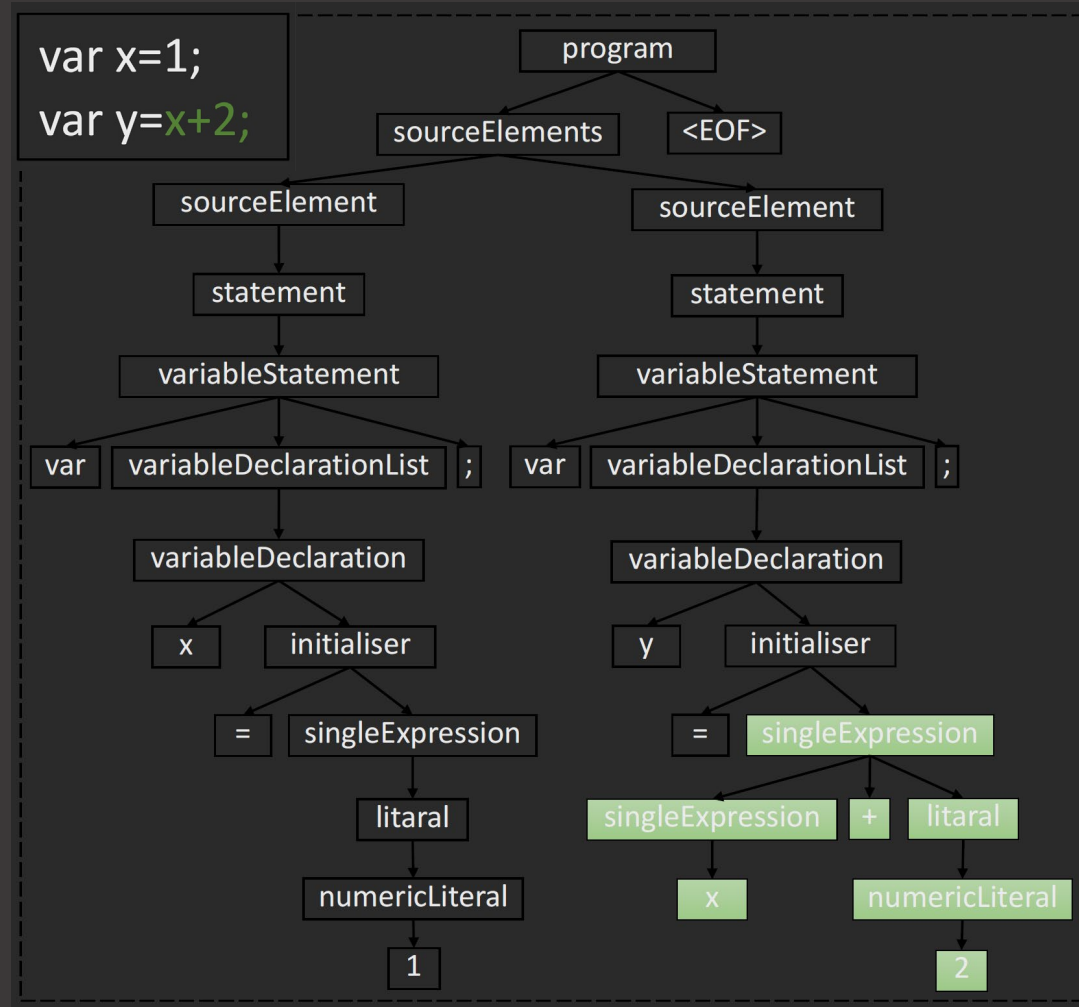 var x=1;
var y=x+2;
program
sourceElements
<EOF>
sourceElement
sourceElement
statement
statement
variableStatement
variableStatement
var
variableDeclarationList
;
var
variableDeclarationList
;
variableDeclaration
variableDeclaration
x
initialiser
y
initialiser
=
singleExpression
=
singleExpression
litaral
singleExpression
+
litaral
numericLiteral
x
numericLiteral
1
2